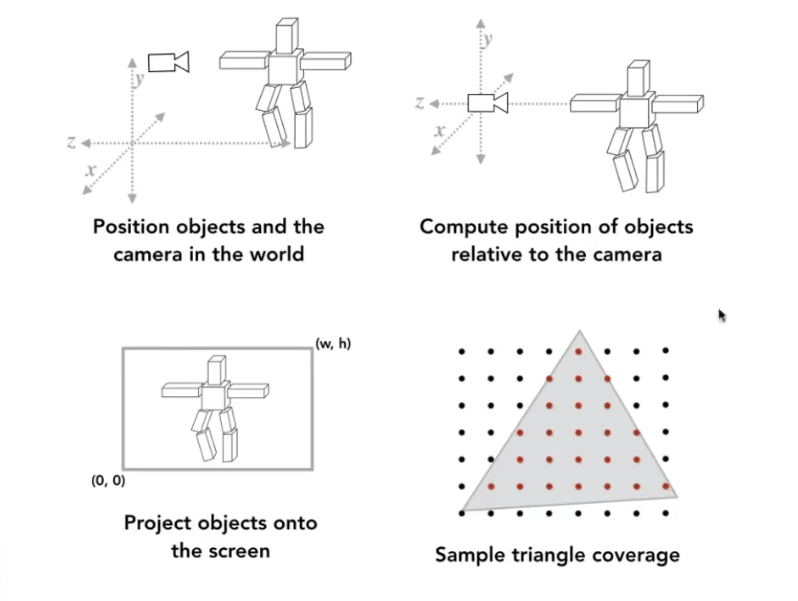 y
z
x
Position objects and the
camera in the world
y
z
x
Compute position of objects
relative to the camera
(w, h)
(0, 0)
Project objects onto
the screen
Sample triangle coverage